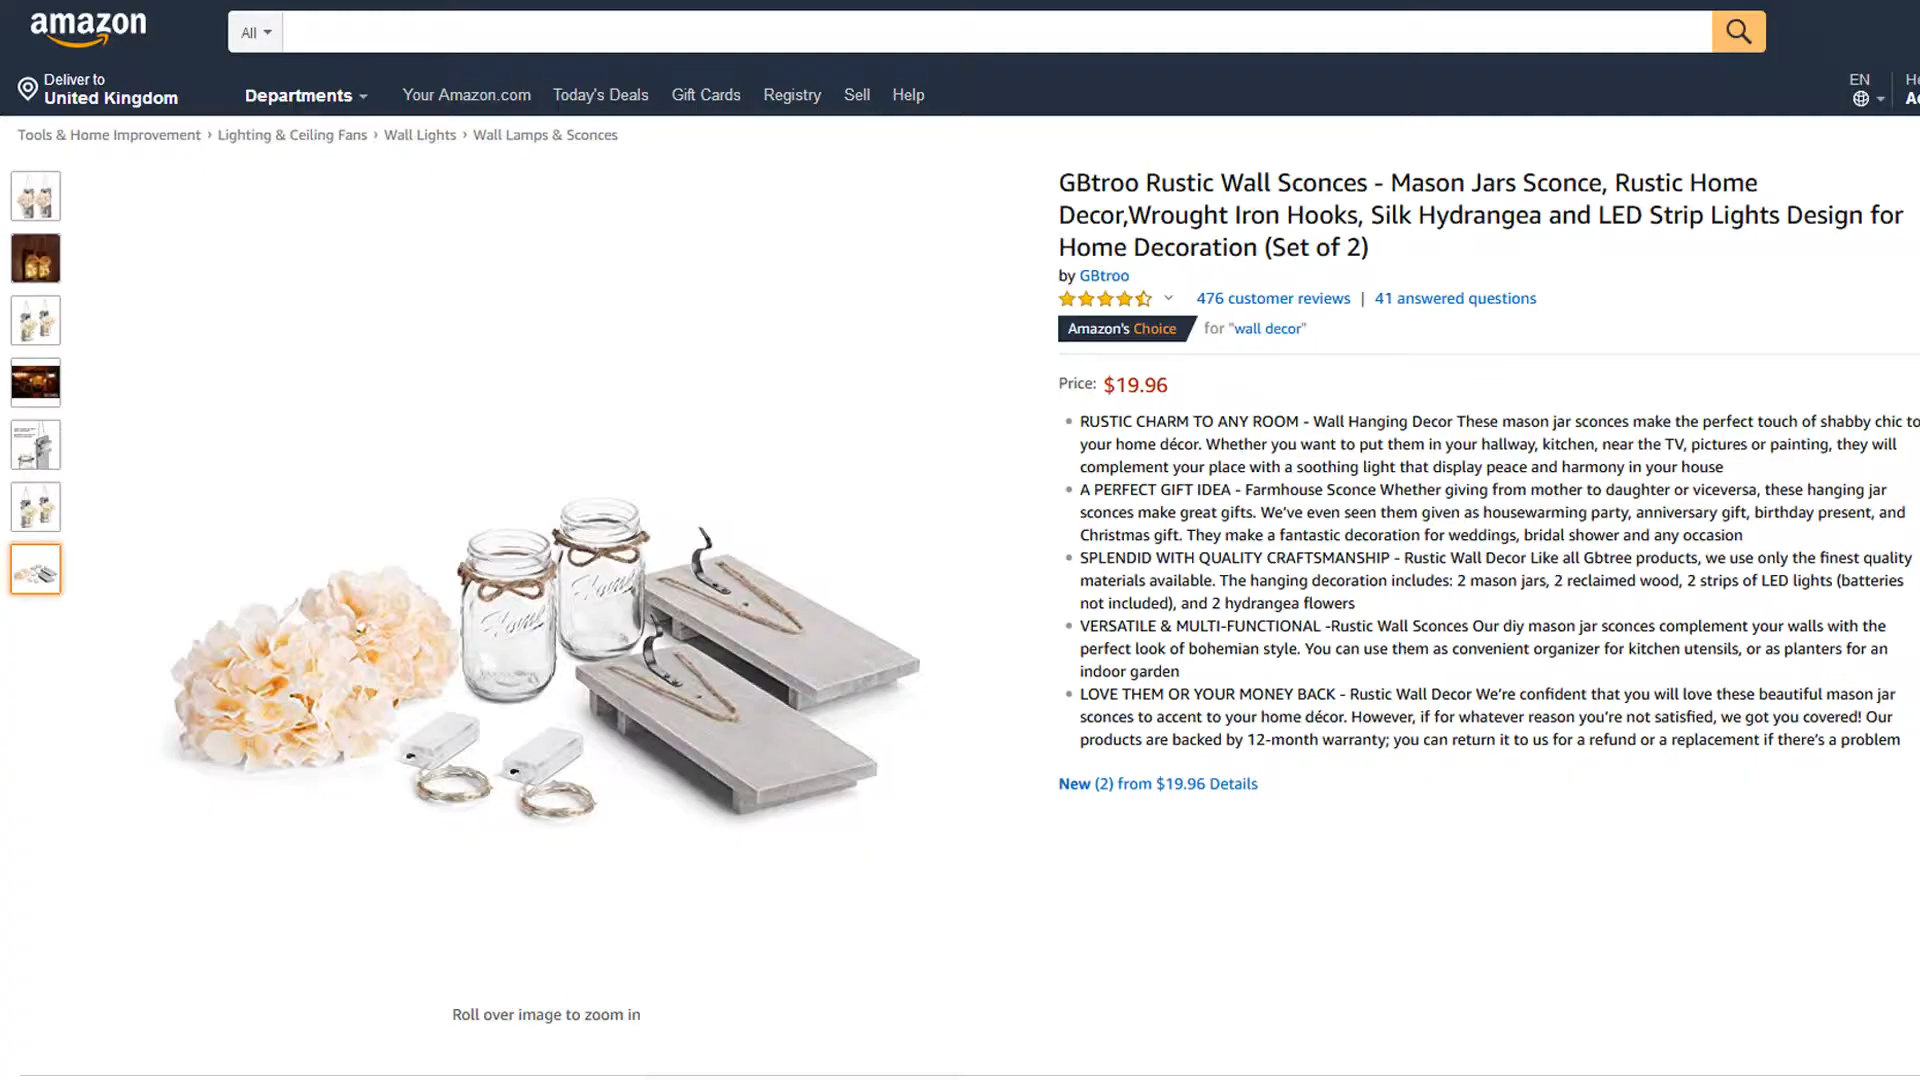 amazon
All
Deliver to
United Kingdom
Departments
Your Amazon.com
Today's Deals
Gift Cards
Registry
Sell
Help
EN
Tools & Home Improvement › Lighting & Ceiling Fans › Wall Lights › Wall Lamps & Sconces
GBtroo Rustic Wall Sconces - Mason Jars Sconce, Rustic Home
Decor,Wrought Iron Hooks, Silk Hydrangea and LED Strip Lights Design for
Home Decoration (Set of 2)
by GBtroo
476 customer reviews | 41 answered questions
Amazon's Choice for "wall decor"
Price: $19.96
RUSTIC CHARM TO ANY ROOM - Wall Hanging Decor These mason jar sconces make the perfect touch of shabby chic to
your home décor. Whether you want to put them in your hallway, kitchen, near the TV, pictures or painting, they will
complement your place with a soothing light that display peace and harmony in your house
A PERFECT GIFT IDEA - Farmhouse Sconce Whether giving from mother to daughter or viceversa, these hanging jar
sconces make great gifts. We’ve even seen them given as housewarming party, anniversary gift, birthday present, and
Christmas gift. They make a fantastic decoration for weddings, bridal shower and any occasion
SPLENDID WITH QUALITY CRAFTSMANSHIP - Rustic Wall Decor Like all Gbtree products, we use only the finest quality
materials available. The hanging decoration includes: 2 mason jars, 2 reclaimed wood, 2 strips of LED lights (batteries
not included), and 2 hydrangea flowers
VERSATILE & MULTI-FUNCTIONAL -Rustic Wall Sconces Our diy mason jar sconces complement your walls with the
perfect look of bohemian style. You can use them as convenient organizer for kitchen utensils, or as planters for an
indoor garden
LOVE THEM OR YOUR MONEY BACK - Rustic Wall Decor We’re confident that you will love these beautiful mason jar
sconces to accent to your home décor. However, if for whatever reason you’re not satisfied, we got you covered! Our
products are backed by 12-month warranty; you can return it to us for a refund or a replacement if there’s a problem
New (2) from $19.96 Details
Roll over image to zoom in